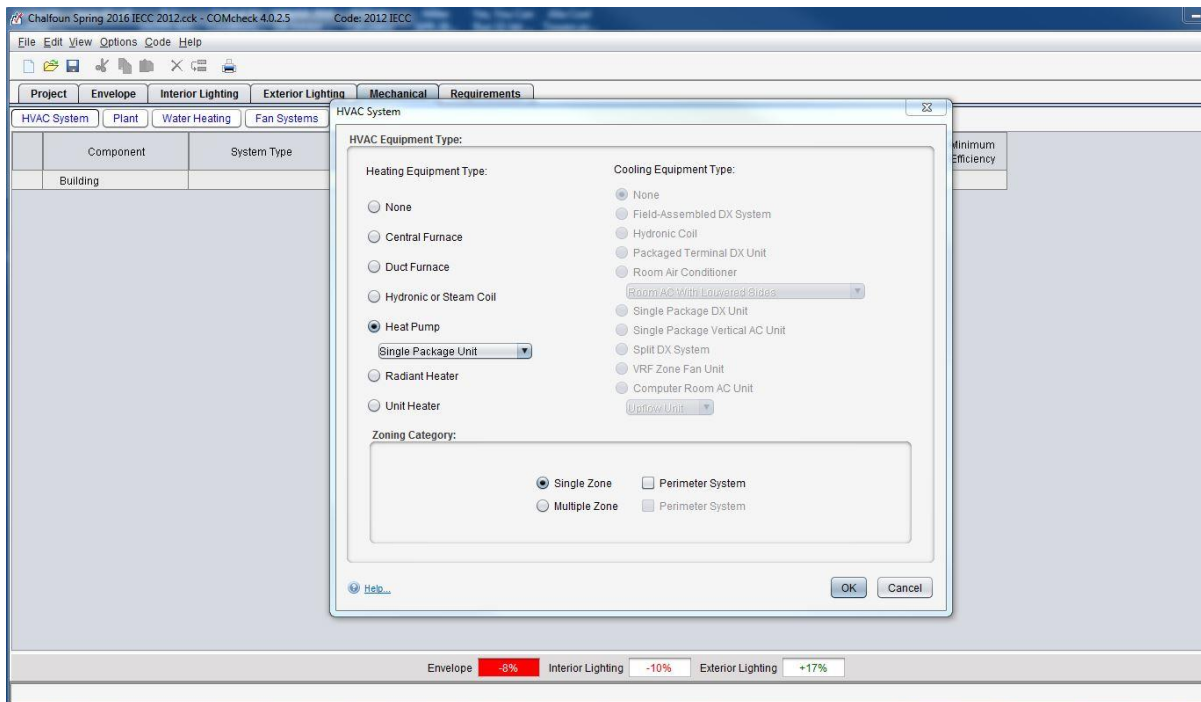 Chalfoun Spring 2016 IECC 2012.cck - COMcheck 4.0.2.5 Code: 2012 IECC
File Edit View Options Code Help
Project Envelope Interior Lighting Exterior Lighting Mechanical Requirements
HVAC System Plant Water Heating Fan Systems
Component System Type Minimum Efficiency
Building
HVAC System
HVAC Equipment Type:
Heating Equipment Type:
None
Central Furnace
Duct Furnace
Hydronic or Steam Coil
Heat Pump
Single Package Unit
Radiant Heater
Unit Heater
Cooling Equipment Type:
None
Field-Assembled DX System
Hydronic Coil
Packaged Terminal DX Unit
Room Air Conditioner
Room AC With Louvered Sides
Single Package DX Unit
Single Package Vertical AC Unit
Split DX System
VRF Zone Fan Unit
Computer Room AC Unit
Upflow Unit
Zoning Category:
Single Zone Perimeter System
Multiple Zone Perimeter System
Help... OK Cancel
Envelope -8% Interior Lighting -10% Exterior Lighting +17%